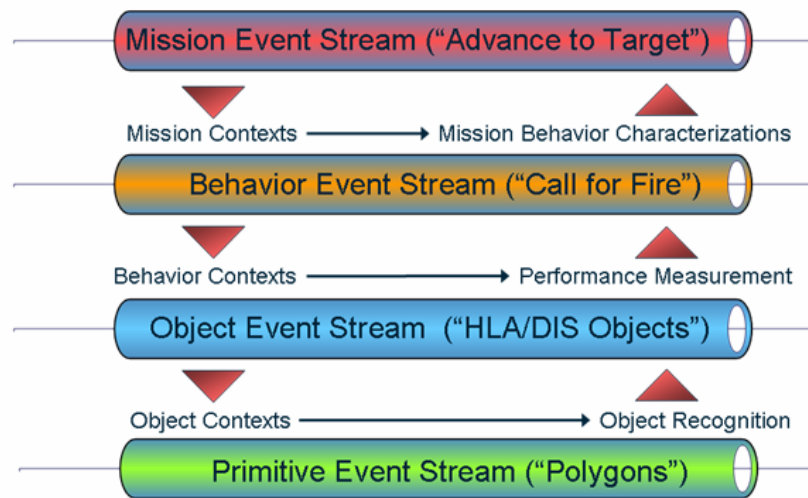 Mission Event Stream (“Advance to Target”)
Mission Contexts Mission Behavior Characterizations
Behavior Event Stream (“Call for Fire”)
Behavior Contexts Performance Measurement
Object Event Stream (“HLA/DIS Objects”)
Object Contexts Object Recognition
Primitive Event Stream (“Polygons”)